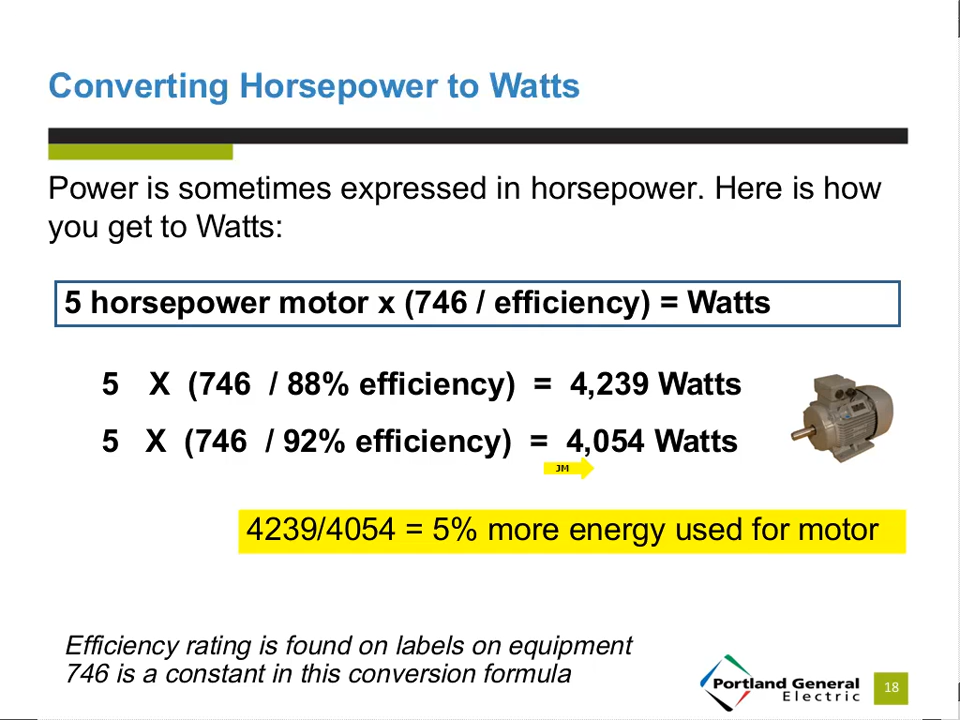 Converting Horsepower to Watts
Power is sometimes expressed in horsepower. Here is how
you get to Watts:
5 horsepower motor x (746 / efficiency) = Watts
5 X (746 / 88% efficiency) = 4,239 Watts
5 X (746 / 92% efficiency) = 4,054 Watts
JM
4239/4054 = 5% more energy used for motor
Efficiency rating is found on labels on equipment
746 is a constant in this conversion formula
Portland General
Electric
18